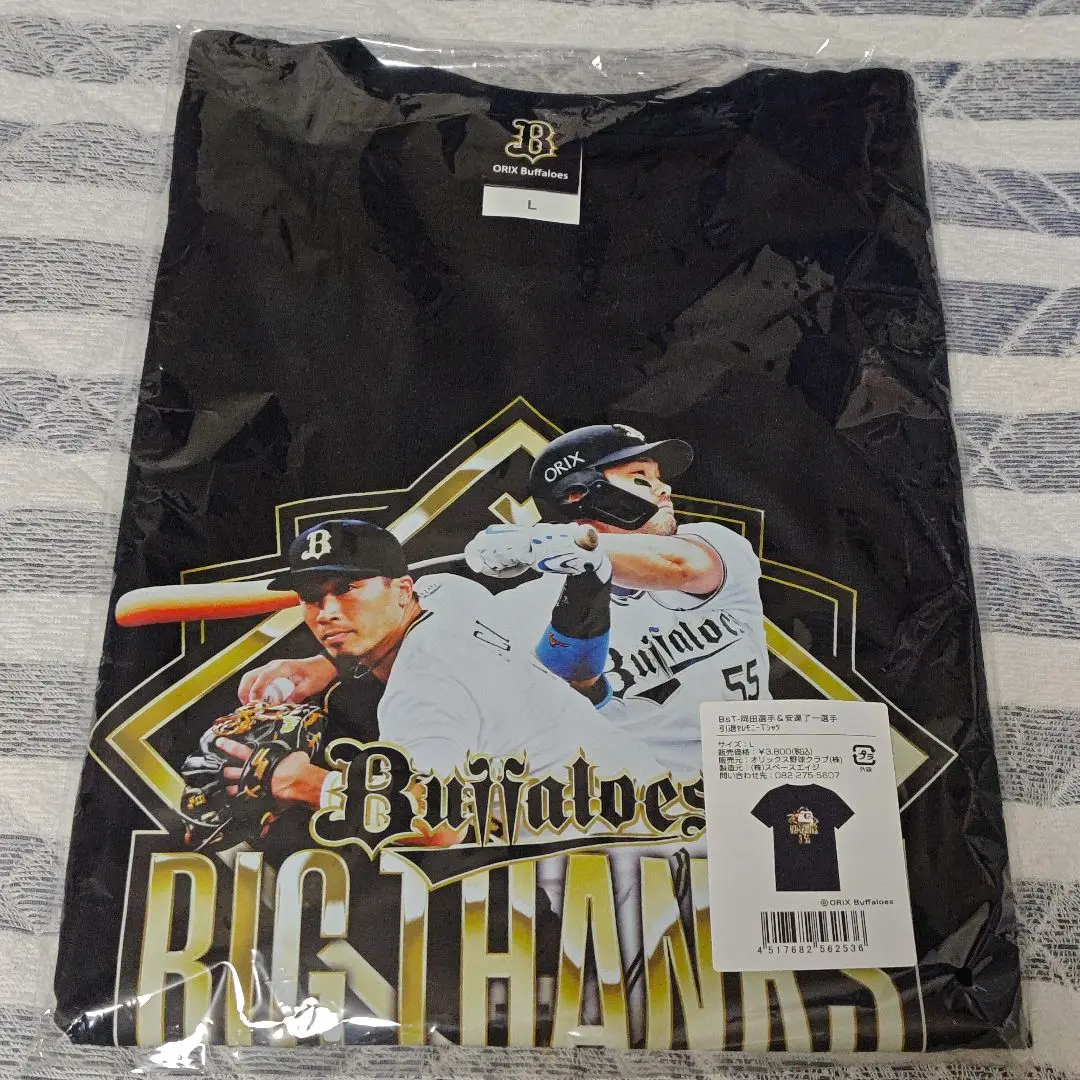 B
ORIX Buffaloes
L
ORIX
B
Buffaloes
55
Buffaloes
BIG THANKS
BsT-岡田選手&安達了一選手
引退セレモニーTシャツ
サイズ:L
販売価格:¥3,800(税込)
販売元:オリックス野球クラブ(株)
製造元:(株)スペースエイジ
問い合わせ先:082-275-5607
プラ
外袋
©ORIX Buffaloes
4 517682 562536